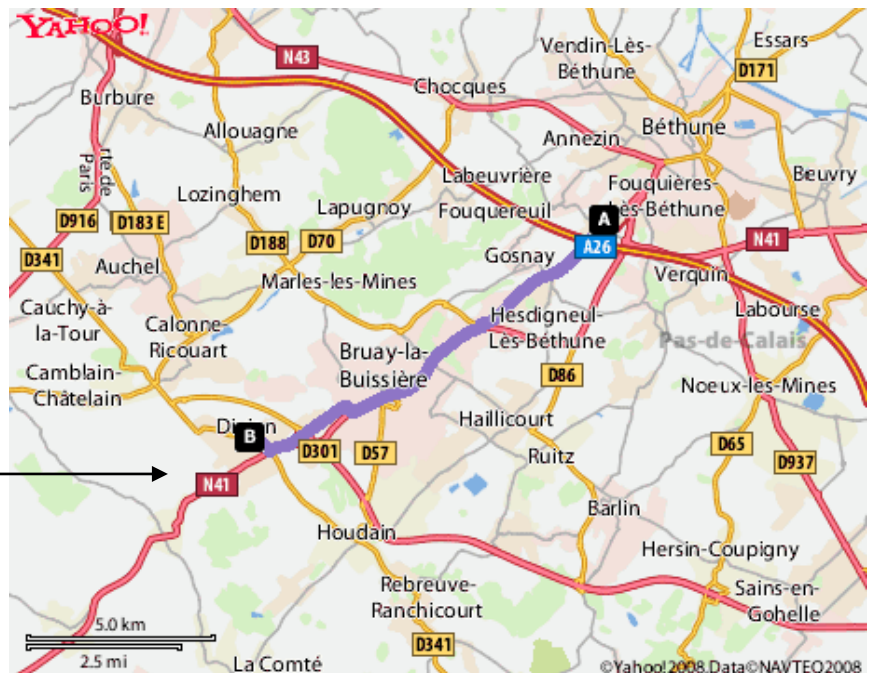 YAHOO!
N43
Vendin-Lès-
Béthune
Essars
D171
Burbure
Chocques
Allouagne
Annezin
Béthune
rte de
Paris
Labeuvrière
Beuvry
Lozinghem
Lapugnoy
Fouquereuil
Fouquières-
Lès-Béthune
A
D916
D183 E
D188
D70
A26
N41
D341
Auchel
Gosnay
Verquin
Marles-les-Mines
Cauchy-à-
la-Tour
Calonne-
Ricouart
Hesdigneul-
Lès-Béthune
Labourse
Pas-de-Calais
Bruay-la-
Buissière
Camblain-
Châtelain
D86
Noeux-les-Mines
Haillicourt
B
D301
D57
Ruitz
D65
D937
N41
Barlin
Houdain
Hersin-Coupigny
Rebreuve-
Ranchicourt
Sains-en-
Gohelle
5.0 km
2.5 mi
D341
La Comté
©Yahoo!2008,Data©NAVTEQ2008